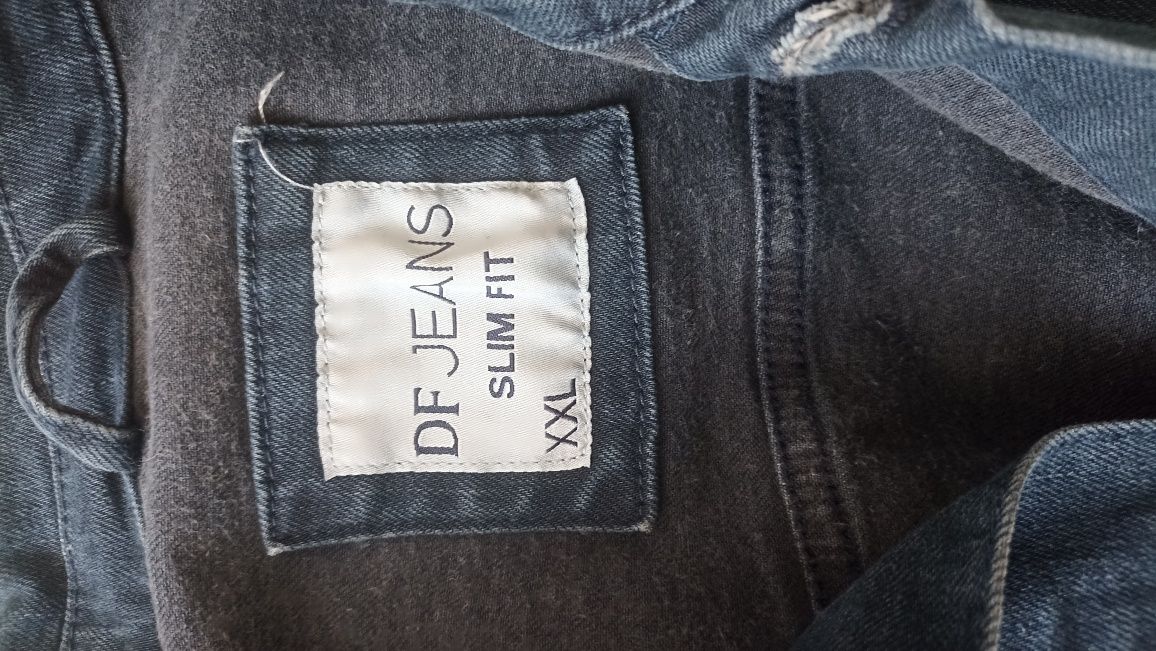 DF JEANS
SLIM FIT
XXL